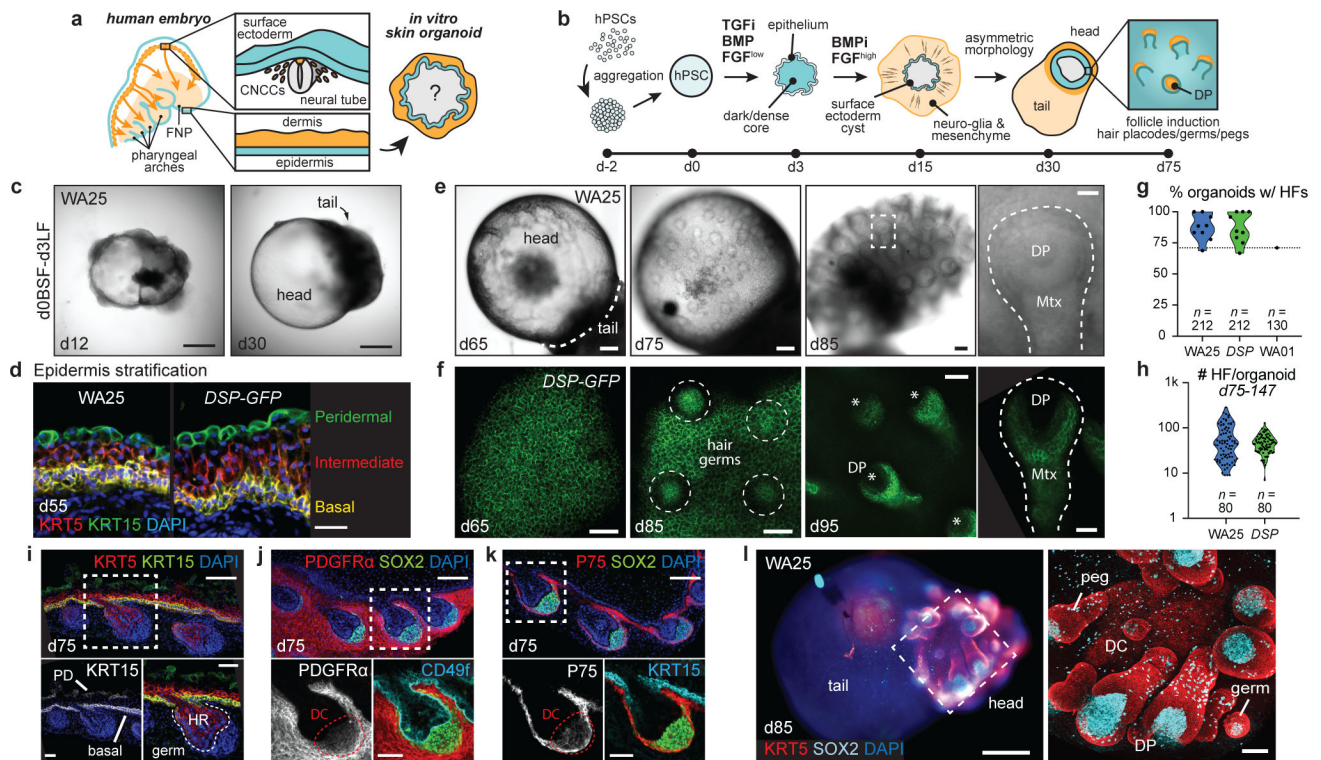 a
human embryo
surface
ectoderm
CNCCs
neural tube
FNP
dermis
epidermis
pharyngeal
arches
in vitro
skin organoid
?
b
hPSCs
aggregation
hPSC
TGFi
BMP
FGFlow
epithelium
dark/dense
core
BMPi
FGFhigh
surface
ectoderm
cyst
neuro-glia &
mesenchyme
asymmetric
morphology
head
tail
DP
follicle induction
hair placodes/germs/pegs
d-2
d0
d3
d15
d30
d75
c
d0BSF-d3LF
WA25
d12
tail
head
d30
d Epidermis stratification
WA25
DSP-GFP
Peridermal
Intermediate
Basal
d55
KRT5 KRT15 DAPI
e
head
tail
d65
d75
d85
DP
Mtx
f
DSP-GFP
d65
hair
germs
d85
*
*
DP
*
*
d95
DP
Mtx
g
% organoids w/ HFs
100
75
50
25
0
n =
212
n =
212
n =
130
WA25
DSP
WA01
h
# HF/organoid
d75-147
1k
100
10
1
n =
80
n =
80
WA25
DSP
i
KRT5 KRT15 DAPI
d75
KRT15
PD
basal
HR
germ
j
PDGFRα SOX2 DAPI
d75
PDGFRα
DC
CD49f
k
P75 SOX2 DAPI
d75
P75
DC
KRT15
l
WA25
tail
head
d85
KRT5 SOX2 DAPI
peg
DC
germ
DP